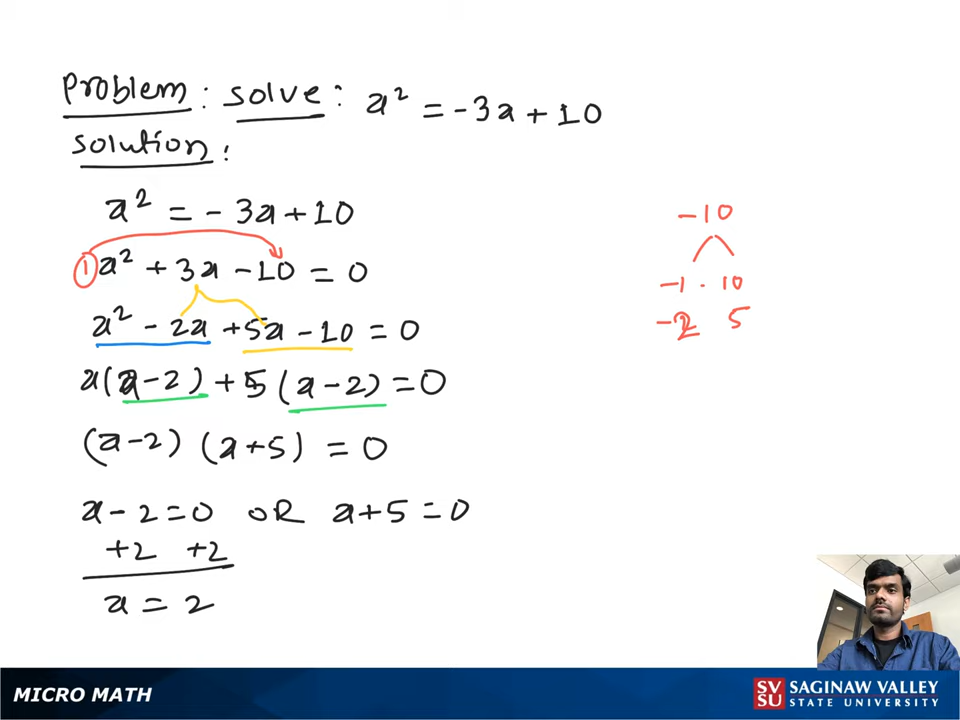 Problem: Solve: a² = -3a + 10
Solution:
a² = - 3a + 10
1a² + 3a - 10 = 0
a² - 2a + 5a - 10 = 0
a(a - 2) + 5(a - 2) = 0
(a - 2) (a + 5) = 0
a - 2 = 0 OR a + 5 = 0
+2 +2
a = 2
-10
-1 · 10
-2 5
MICRO MATH
SVSU SAGINAW VALLEY
STATE UNIVERSITY